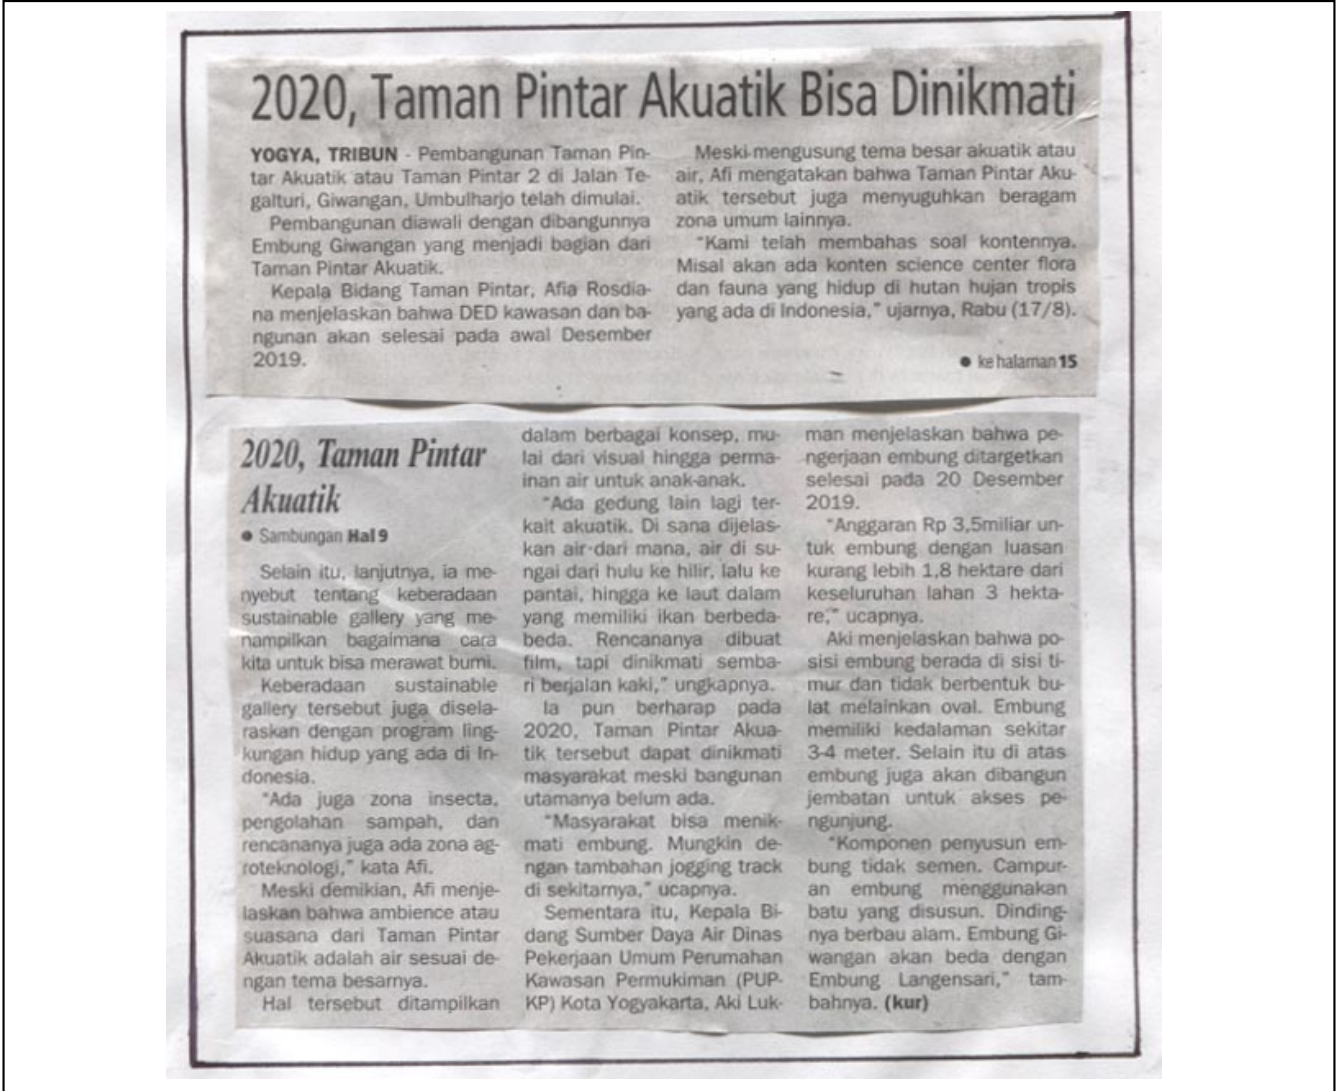 2020, Taman Pintar Akuatik Bisa Dinikmati
YOGYA, TRIBUN - Pembangunan Taman Pin-
tar Akuatik atau Taman Pintar 2 di Jalan Te-
galturi, Giwangan, Umbulharjo telah dimulai.
Pembangunan diawali dengan dibangunnya
Embung Giwangan yang menjadi bagian dari
Taman Pintar Akuatik.
Kepala Bidang Taman Pintar, Afia Rosdia-
na menjelaskan bahwa DED kawasan dan ba-
ngunan akan selesai pada awal Desember
2019.
Meski mengusung tema besar akuatik atau
air, Afi mengatakan bahwa Taman Pintar Aku-
atik tersebut juga menyuguhkan beragam
zona umum lainnya.
"Kami telah membahas soal kontennya.
Misal akan ada konten science center flora
dan fauna yang hidup di hutan hujan tropis
yang ada di Indonesia," ujarnya, Rabu (17/8).
● ke halaman 15
2020, Taman Pintar
Akuatik
● Sambungan Hal 9
Selain itu, lanjutnya, ia me-
nyebut tentang keberadaan
sustainable gallery yang me-
nampilkan bagaimana cara
kita untuk bisa merawat bumi.
Keberadaan sustainable
gallery tersebut juga disela-
raskan dengan program ling-
kungan hidup yang ada di In-
donesia.
"Ada juga zona insecta,
pengolahan sampah, dan
rencananya juga ada zona ag-
roteknologi," kata Afi.
Meski demikian, Afi menje-
laskan bahwa ambience atau
suasana dari Taman Pintar
Akuatik adalah air sesuai de-
ngan tema besarnya.
Hal tersebut ditampilkan
dalam berbagai konsep, mu-
lai dari visual hingga perma-
inan air untuk anak-anak.
"Ada gedung lain lagi ter-
kait akuatik. Di sana dijelas-
kan air dari mana, air di su-
ngai dari hulu ke hilir, lalu ke
pantai, hingga ke laut dalam
yang memiliki ikan berbeda-
beda. Rencananya dibuat
film, tapi dinikmati semba-
ri berjalan kaki," ungkapnya.
Ia pun berharap pada
2020, Taman Pintar Akua-
tik tersebut dapat dinikmati
masyarakat meski bangunan
utamanya belum ada.
"Masyarakat bisa menik-
mati embung. Mungkin de-
ngan tambahan jogging track
di sekitarnya," ucapnya.
Sementara itu, Kepala Bi-
dang Sumber Daya Air Dinas
Pekerjaan Umum Perumahan
Kawasan Permukiman (PUP-
KP) Kota Yogyakarta, Aki Luk-
man menjelaskan bahwa pe-
ngerjaan embung ditargetkan
selesai pada 20 Desember
2019.
"Anggaran Rp 3,5miliar un-
tuk embung dengan luasan
kurang lebih 1,8 hektare dari
keseluruhan lahan 3 hekta-
re," ucapnya.
Aki menjelaskan bahwa po-
sisi embung berada di sisi ti-
mur dan tidak berbentuk bu-
lat melainkan oval. Embung
memiliki kedalaman sekitar
3-4 meter. Selain itu di atas
embung juga akan dibangun
jembatan untuk akses pe-
ngunjung.
"Komponen penyusun em-
bung tidak semen. Campur-
an embung menggunakan
batu yang disusun. Dinding-
nya berbau alam. Embung Gi-
wangan akan beda dengan
Embung Langensari," tam-
bahnya. (kur)